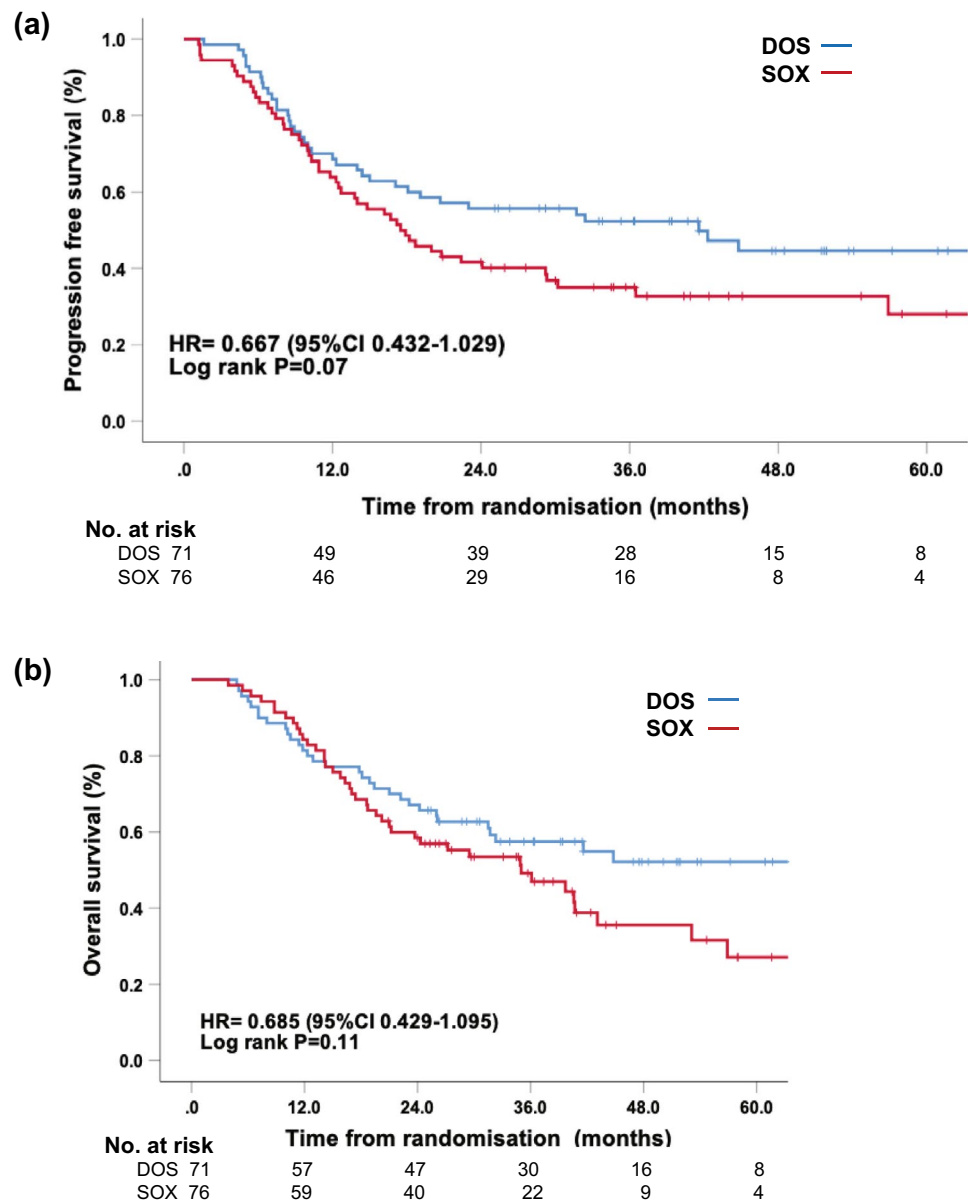 (a)
DOS
SOX
Progression free survival (%)
1.0
0.8
0.6
0.4
0.2
0.0
HR= 0.667 (95%CI 0.432-1.029)
Log rank P=0.07
.0 12.0 24.0 36.0 48.0 60.0
Time from randomisation (months)
No. at risk
DOS 71 49 39 28 15 8
SOX 76 46 29 16 8 4
(b)
DOS
SOX
Overall survival (%)
1.0
0.8
0.6
0.4
0.2
0.0
HR= 0.685 (95%CI 0.429-1.095)
Log rank P=0.11
.0 12.0 24.0 36.0 48.0 60.0
Time from randomisation (months)
No. at risk
DOS 71 57 47 30 16 8
SOX 76 59 40 22 9 4